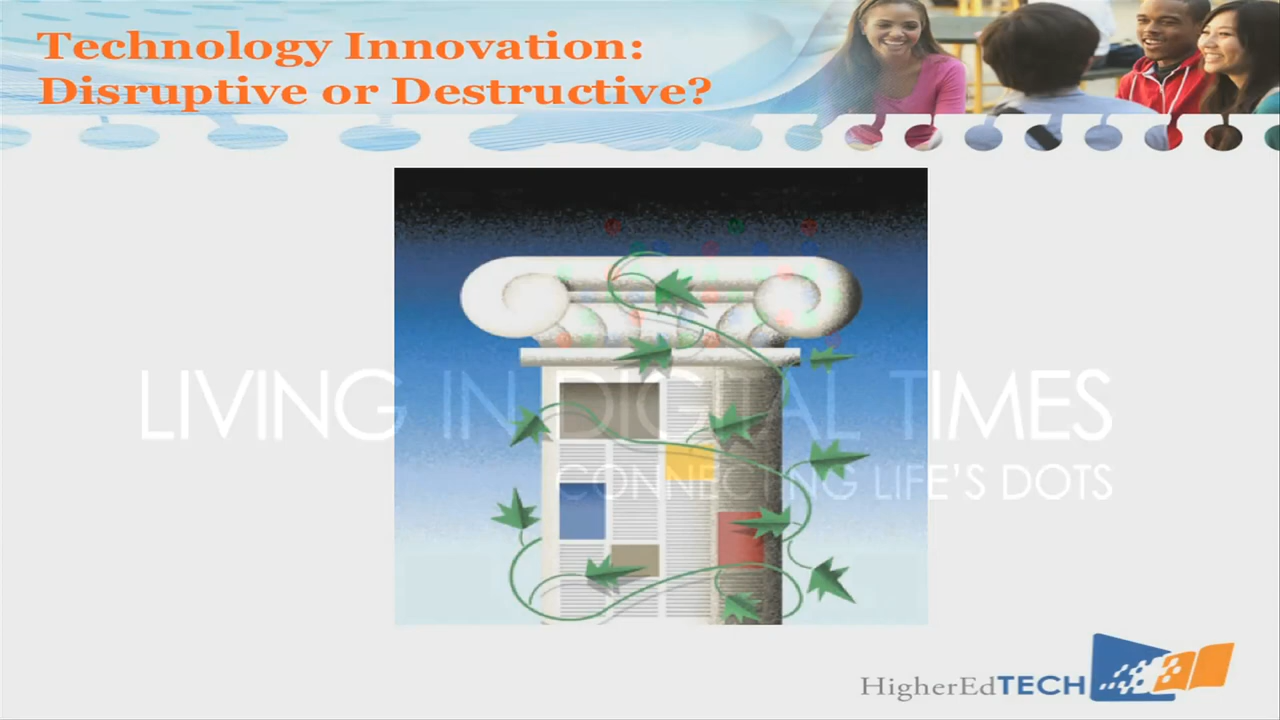 Technology Innovation:
Disruptive or Destructive?
LIVING IN DIGITAL TIMES
CONNECTING LIFE'S DOTS
HigherEdTECH